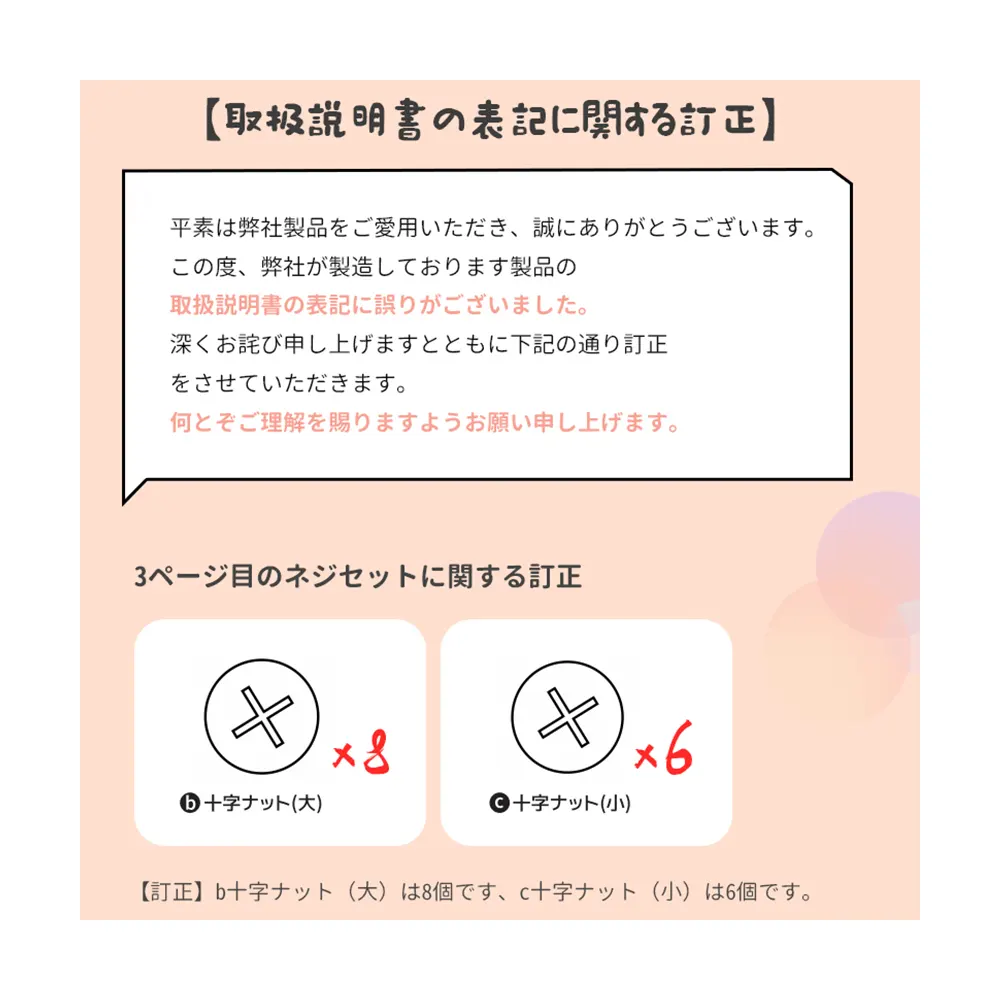 【取扱説明書の表記に関する訂正】
平素は弊社製品をご愛用いただき、誠にありがとうございます。
この度、弊社が製造しております製品の
取扱説明書の表記に誤りがございました。
深くお詫び申し上げますとともに下記の通り訂正
をさせていただきます。
何とぞご理解を賜りますようお願い申し上げます。
3ページ目のネジセットに関する訂正
×8
b十字ナット(大)
×6
c十字ナット(小)
【訂正】b十字ナット（大）は8個です、c十字ナット（小）は6個です。